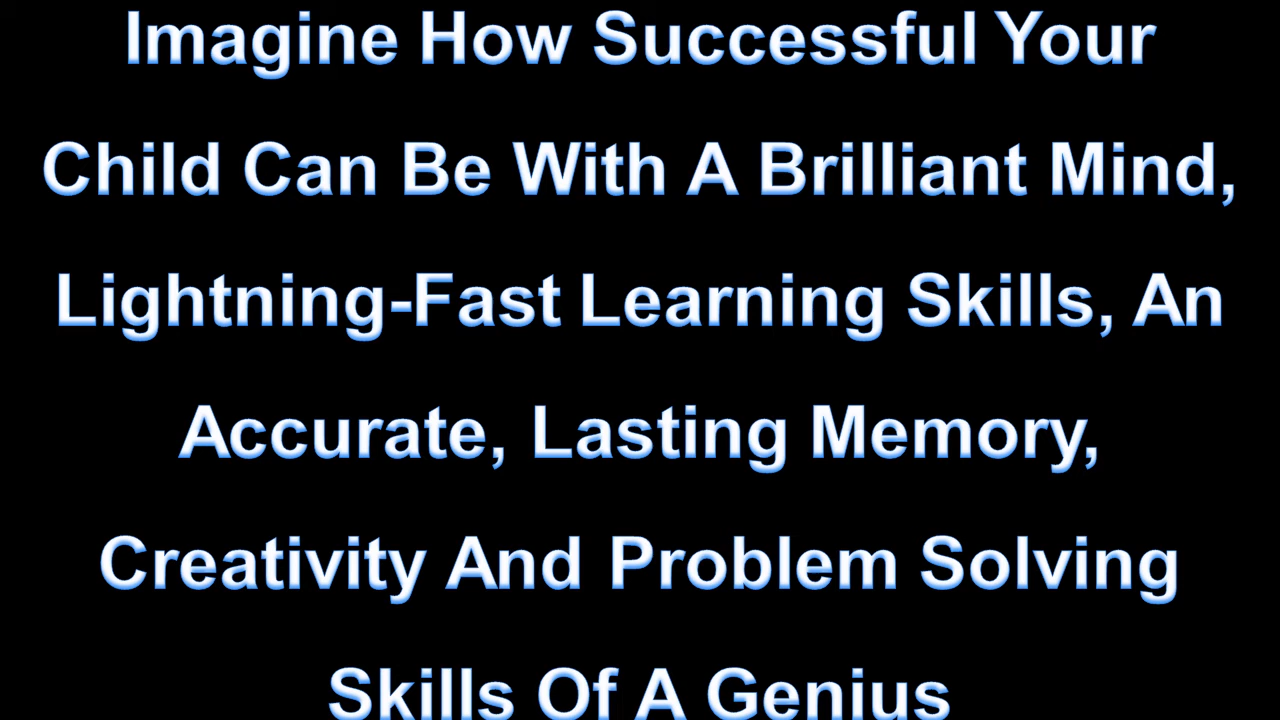 Imagine How Successful Your
Child Can Be With A Brilliant Mind,
Lightning-Fast Learning Skills, An
Accurate, Lasting Memory,
Creativity And Problem Solving
Skills Of A Genius